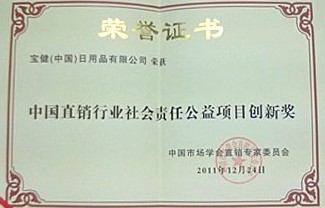 荣誉证书
宝健(中国)日用品有限公司 荣获
中国直销行业社会责任公益项目创新奖
中国市场学会直销专家委员会
2011年12月24日